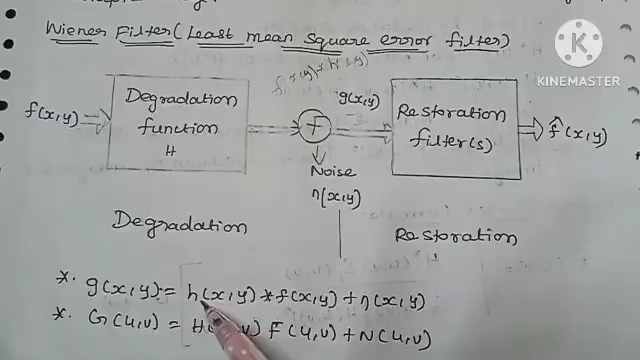 Wiener Filter (Least mean square error filter)
f(x,y) * h(x,y)
KINEMASTER
f(x,y)
Degradation
function
H
g(x,y)
Restoration
filter(s)
f̂(x,y)
Noise
η(x,y)
Degradation
Restoration
*. g(x,y) = h(x,y) * f(x,y) + η(x,y)
*. G(u,v) = H( v) F(u,v) + N(u,v)